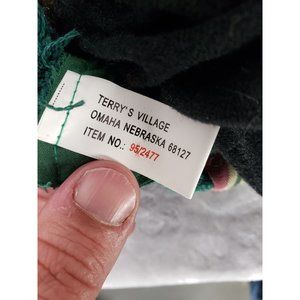 TERRY'S VILLAGE
OMAHA NEBRASKA 68127
ITEM NO.: 95/2477